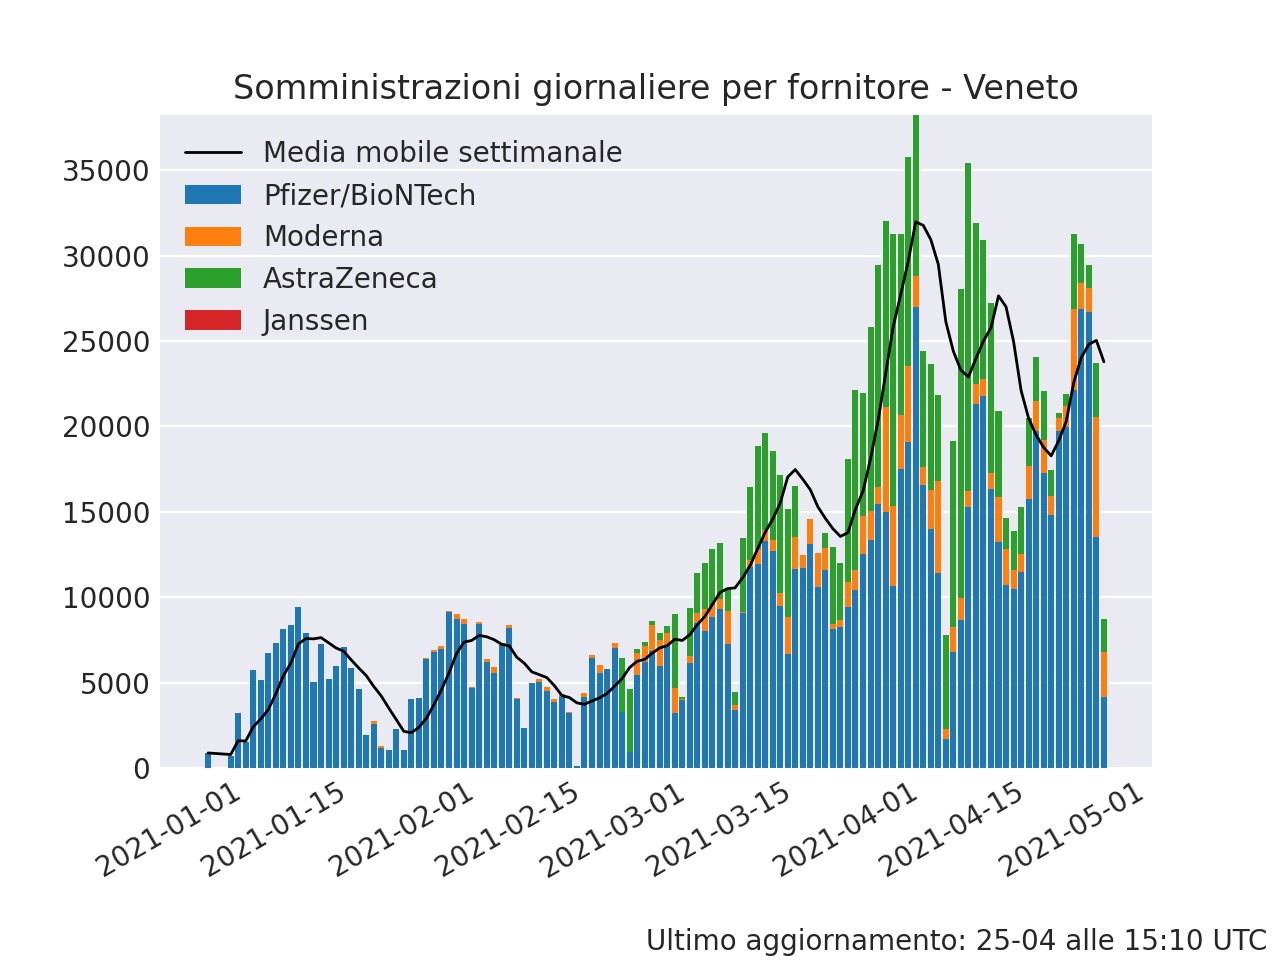 Somministrazioni giornaliere per fornitore - Veneto
Media mobile settimanale
Pfizer/BioNTech
Moderna
AstraZeneca
Janssen
35000
30000
25000
20000
15000
10000
5000
0
2021-01-01
2021-01-15
2021-02-01
2021-02-15
2021-03-01
2021-03-15
2021-04-01
2021-04-15
2021-05-01
Ultimo aggiornamento: 25-04 alle 15:10 UTC